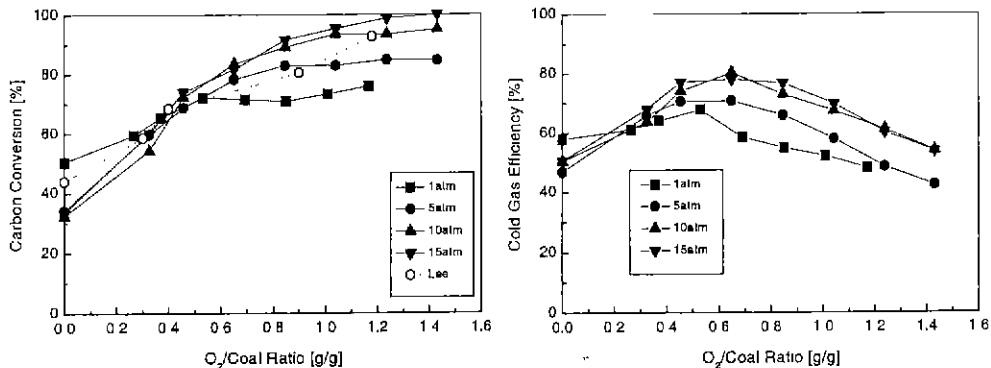 Carbon Conversion [%]
100
80
60
40
20
0
1atm
5atm
10atm
15atm
Lee
0.0 0.2 0.4 0.6 0.8 1.0 1.2 1.4 1.6
O2/Coal Ratio [g/g]
Cold Gas Efficiency [%]
100
80
60
40
20
0
1atm
5atm
10atm
15atm
0.0 0.2 0.4 0.6 0.8 1.0 1.2 1.4 1.6
O2/Coal Ratio [g/g]